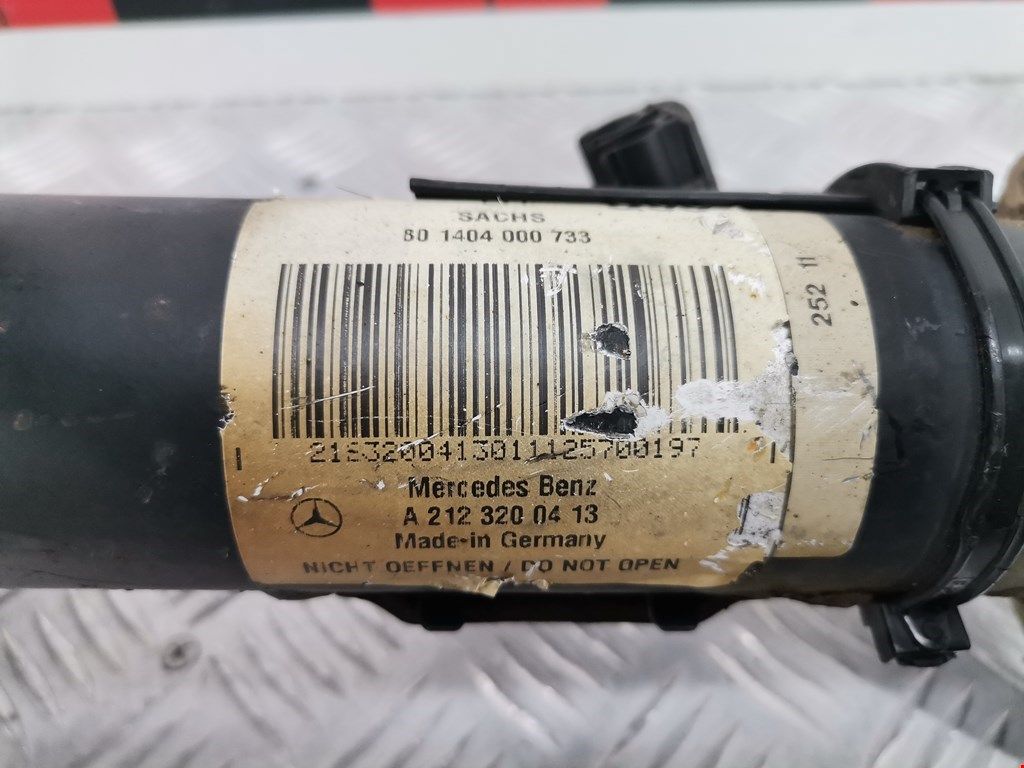 SACHS
80 1404 000 733
252 11
Mercedes Benz
A 212 320 04 13
Made-in Germany
NICHT OEFFNEN / DO NOT OPEN